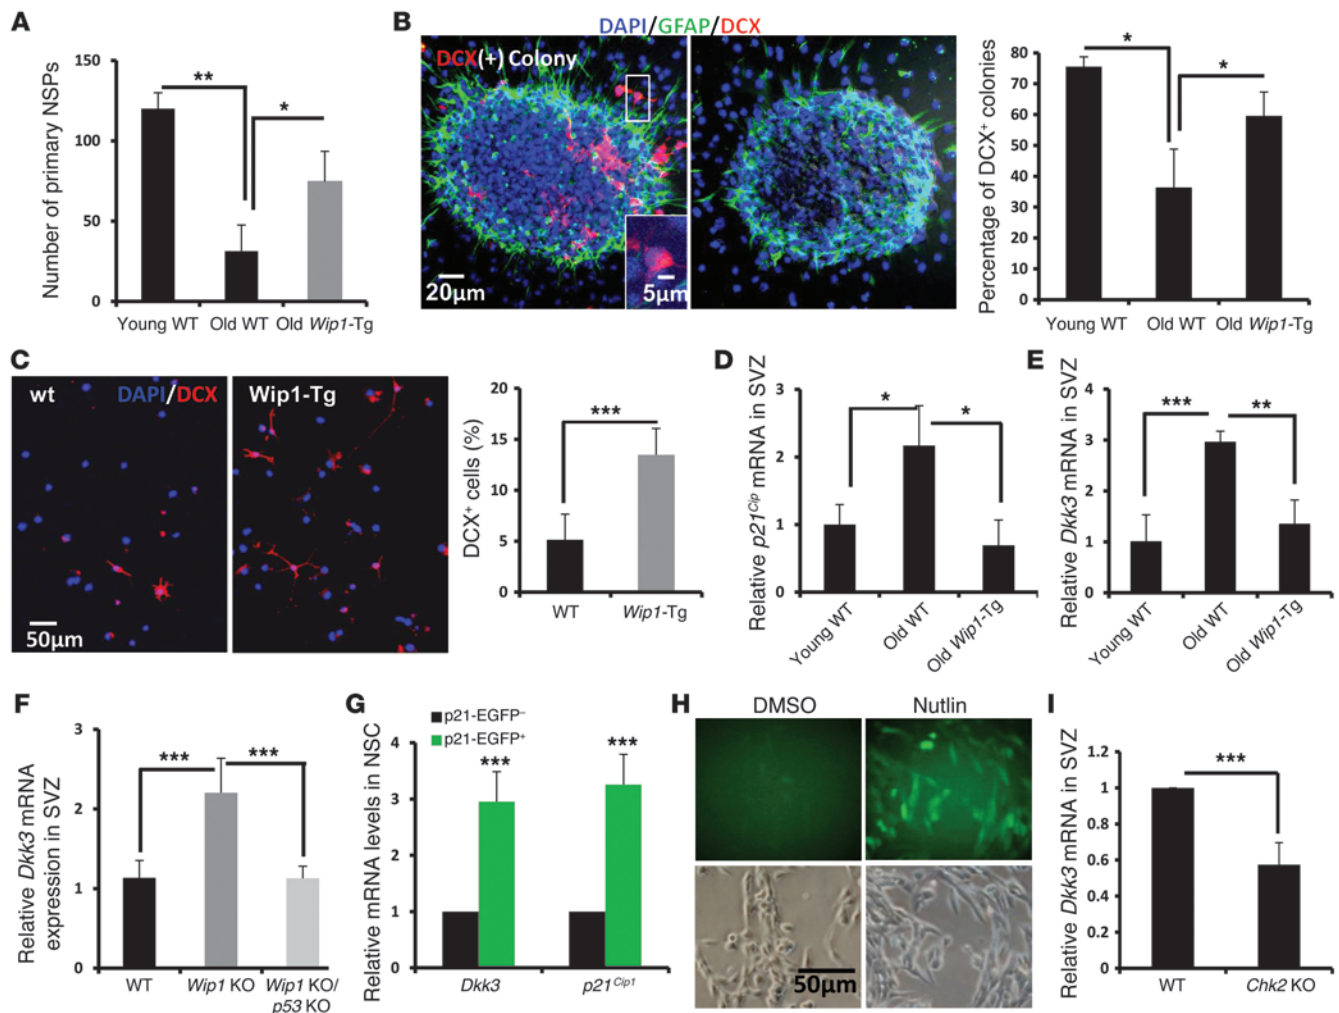 A
Number of primary NSPs
150
100
50
0
**
*
Young WT
Old WT
Old Wip1-Tg
B
DAPI/GFAP/DCX
DCX(+) Colony
20μm
5μm
Percentage of DCX⁺ colonies
80
70
60
50
40
30
20
10
0
*
*
Young WT
Old WT
Old Wip1-Tg
C
wt
DAPI/DCX
Wip1-Tg
50μm
DCX⁺ cells (%)
20
15
10
5
0
***
WT
Wip1-Tg
D
Relative p21ᶜⁱᵖ mRNA in SVZ
3
2
1
0
*
*
Young WT
Old WT
Old Wip1-Tg
E
Relative Dkk3 mRNA in SVZ
4
3
2
1
0
***
**
Young WT
Old WT
Old Wip1-Tg
F
Relative Dkk3 mRNA
expression in SVZ
3
2
1
0
***
***
WT
Wip1 KO
Wip1 KO/
p53 KO
G
p21-EGFP⁻
p21-EGFP⁺
Relative mRNA levels in NSC
4
3
2
1
0
***
***
Dkk3
p21ᶜⁱᵖ¹
H
DMSO
Nutlin
50μm
I
Relative Dkk3 mRNA in SVZ
1.2
1
0.8
0.6
0.4
0.2
0
***
WT
Chk2 KO